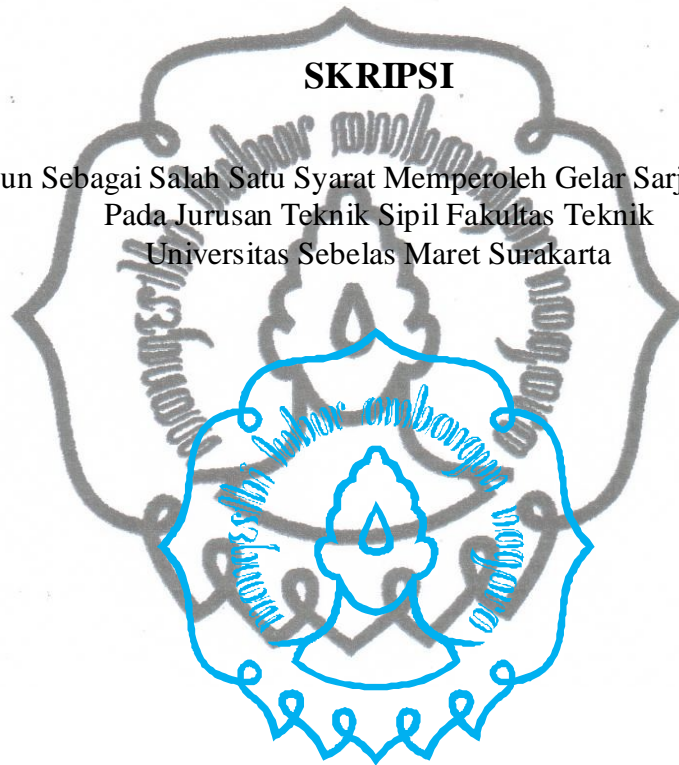 SKRIPSI
un Sebagai Salah Satu Syarat Memperoleh Gelar Sarj
Pada Jurusan Teknik Sipil Fakultas Teknik
Universitas Sebelas Maret Surakarta